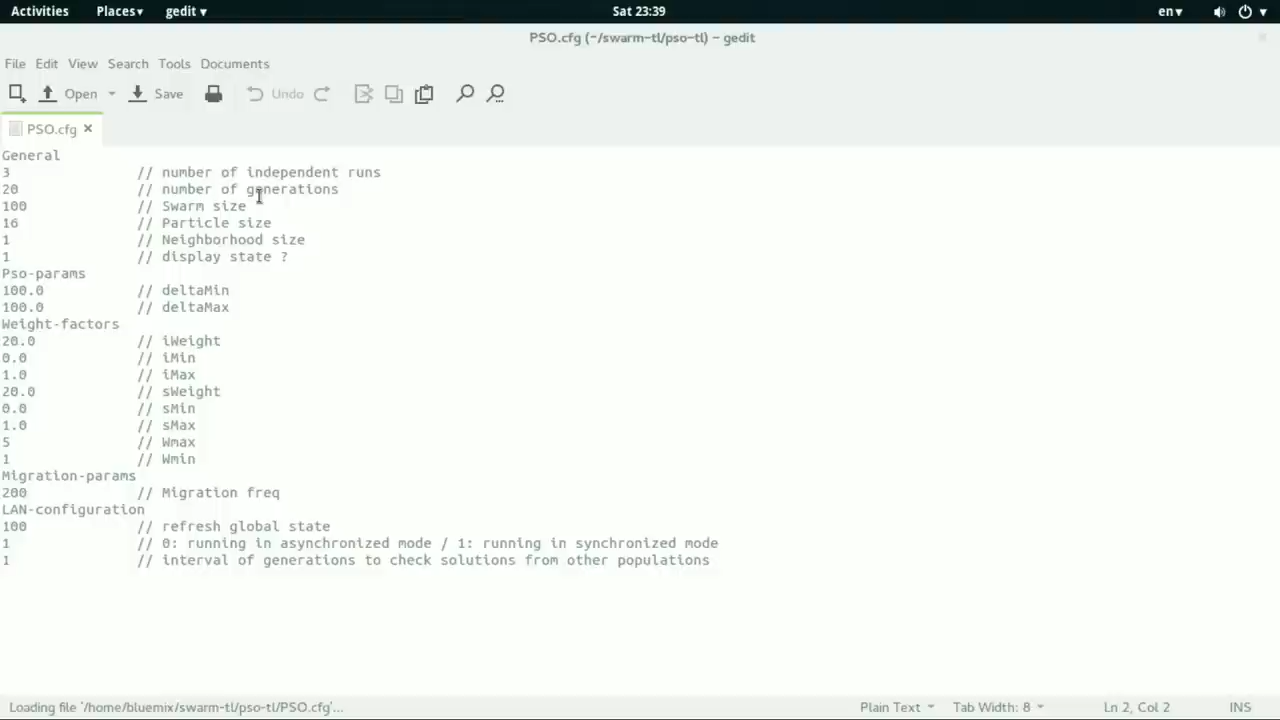 Activities Places▾ gedit ▾ Sat 23:39 en▾
PSO.cfg (~/swarm-tl/pso-tl) – gedit
File Edit View Search Tools Documents
Open Save Undo
PSO.cfg ×
General
3 // number of independent runs
20 // number of generations
100 // Swarm size
16 // Particle size
1 // Neighborhood size
1 // display state ?
Pso-params
100.0 // deltaMin
100.0 // deltaMax
Weight-factors
20.0 // iWeight
0.0 // iMin
1.0 // iMax
20.0 // sWeight
0.0 // sMin
1.0 // sMax
5 // Wmax
1 // Wmin
Migration-params
200 // Migration freq
LAN-configuration
100 // refresh global state
1 // 0: running in asynchronized mode / 1: running in synchronized mode
1 // interval of generations to check solutions from other populations
Loading file '/home/bluemix/swarm-tl/pso-tl/PSO.cfg'... Plain Text ▾ Tab Width: 8 ▾ Ln 2, Col 2 INS